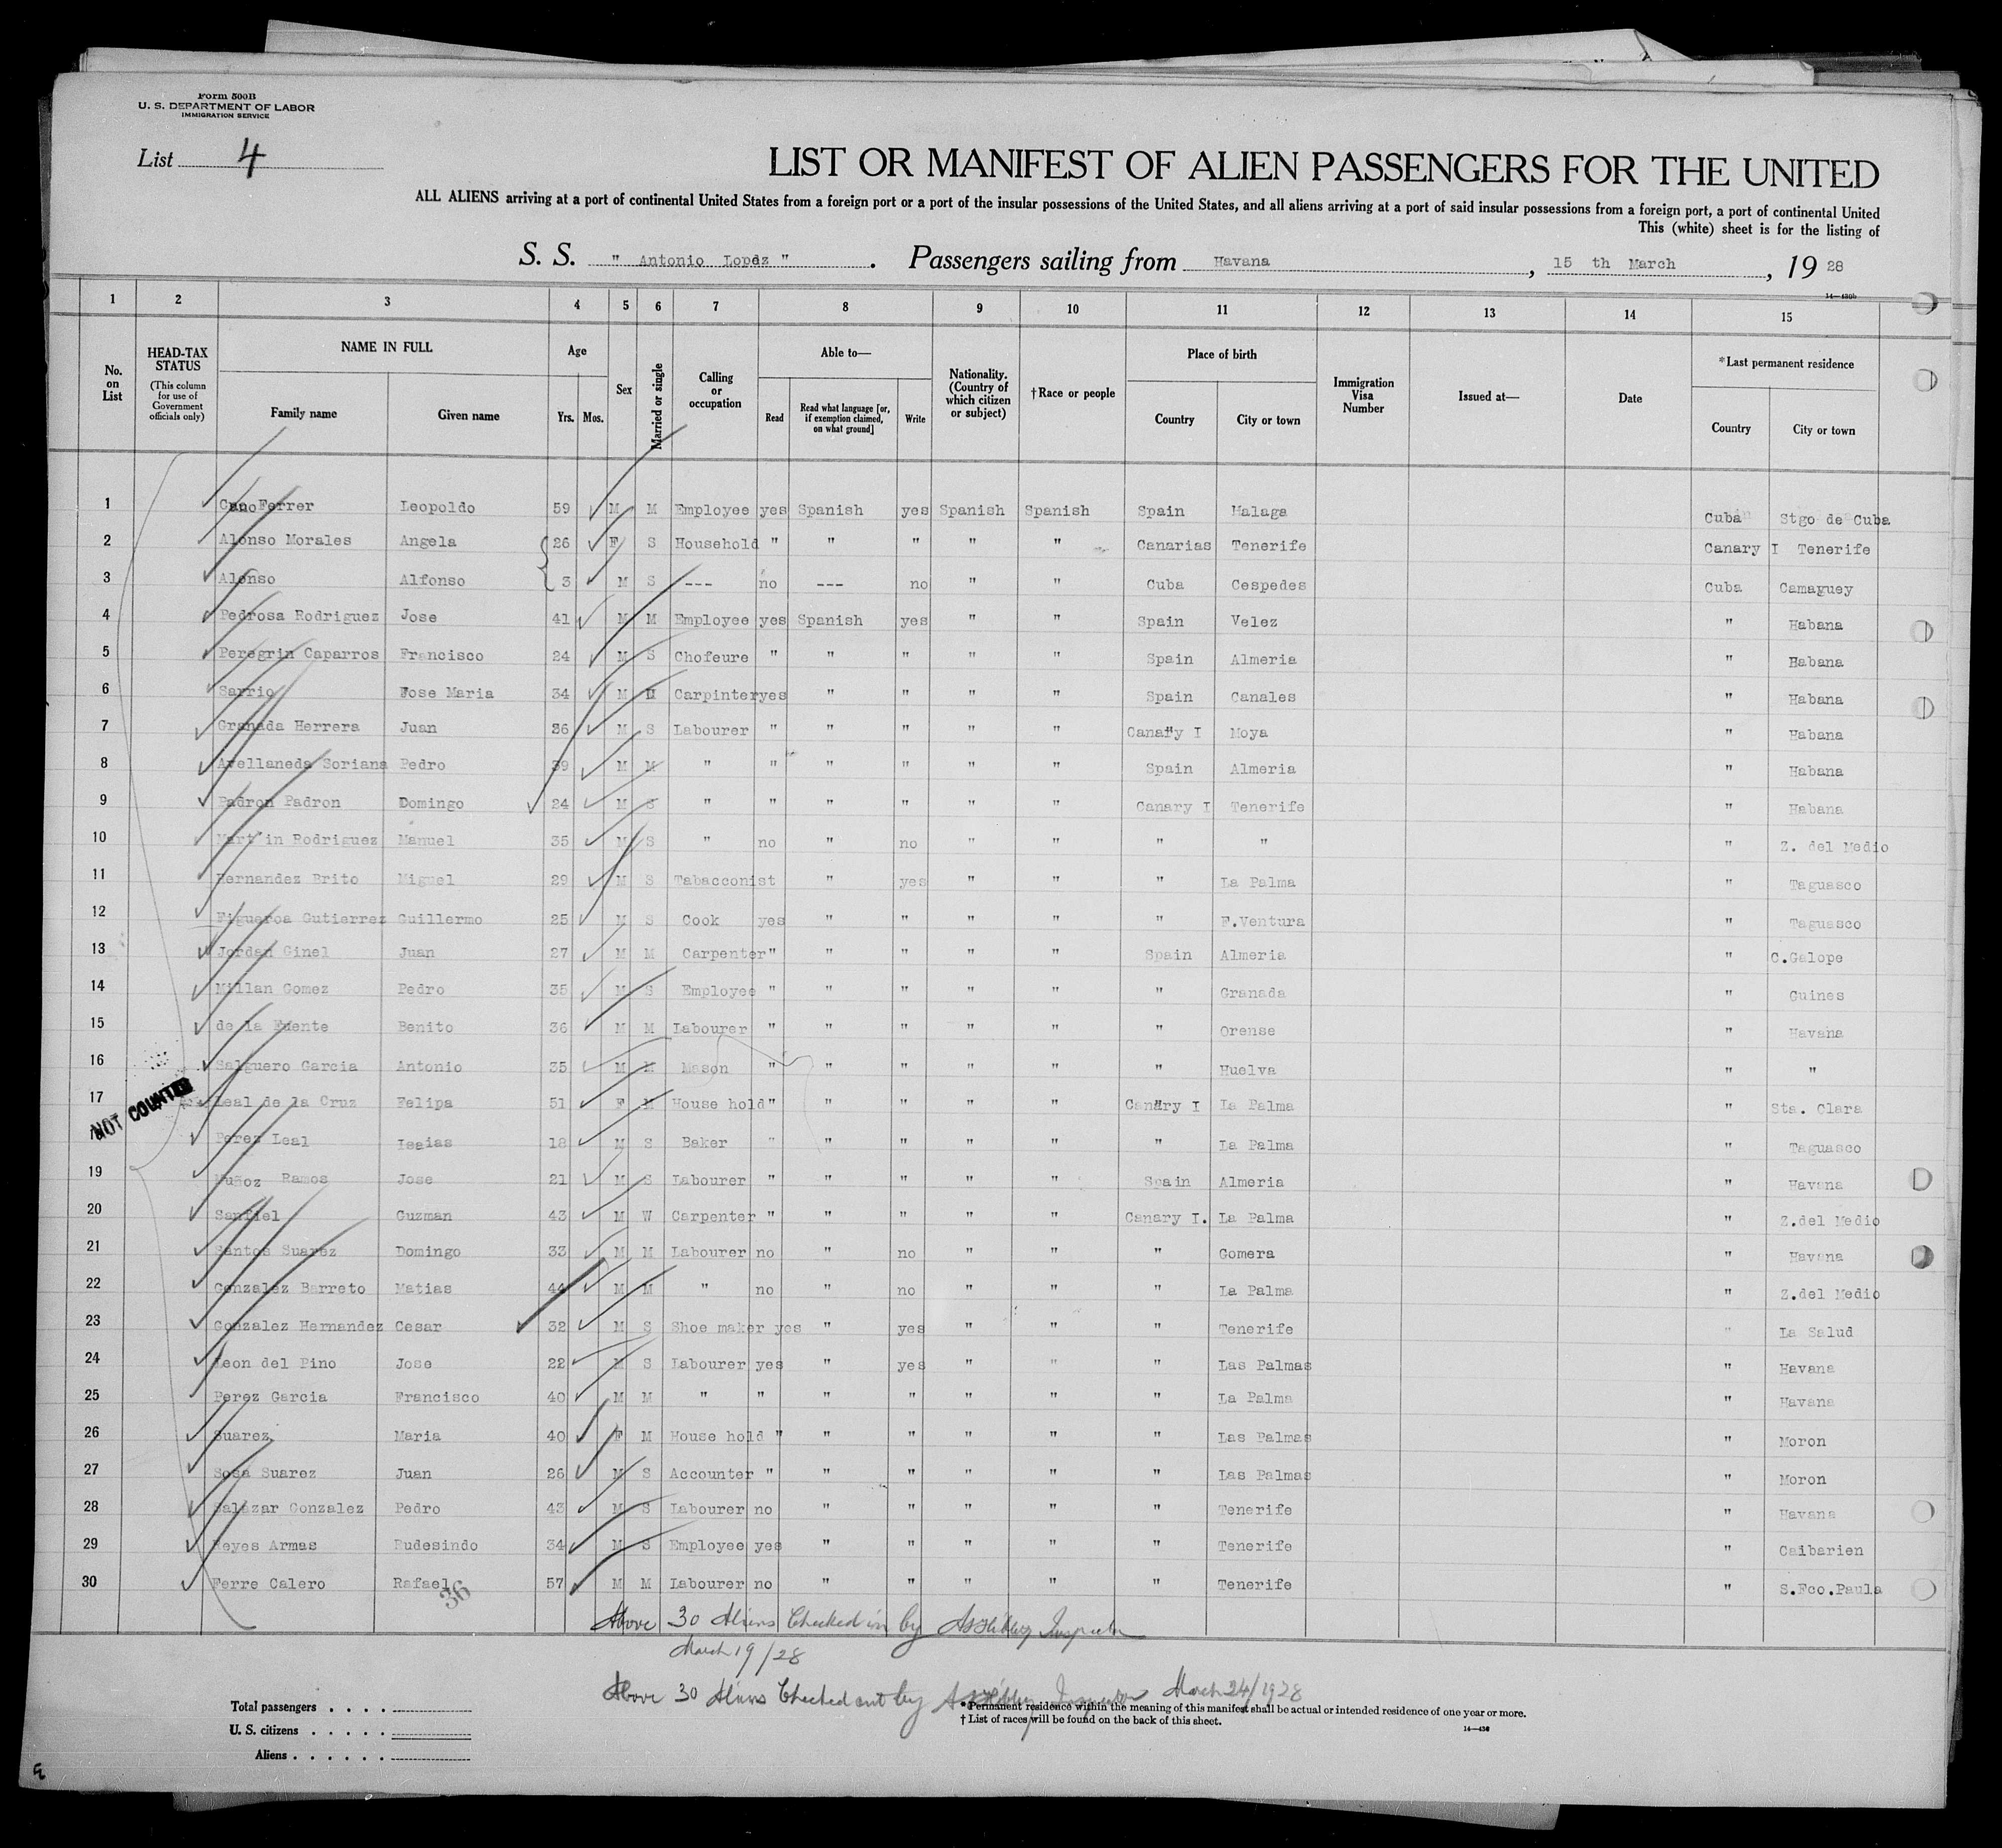 Form 500B
U. S. DEPARTMENT OF LABOR
IMMIGRATION SERVICE
List 4
LIST OR MANIFEST OF ALIEN PASSENGERS FOR THE UNITED
ALL ALIENS arriving at a port of continental United States from a foreign port or a port of the insular possessions of the United States, and all aliens arriving at a port of said insular possessions from a foreign port, a port of continental United
This (white) sheet is for the listing of
S. S. " Antonio Lopez " . Passengers sailing from Havana , 15 th March , 19 28
14—430b
1 2 3 4 5 6 7 8 9 10 11 12 13 14 15
No. on List
HEAD-TAX STATUS
(This column for use of Government officials only)
NAME IN FULL
Family name Given name
Age
Yrs. Mos.
Sex
Married or single
Calling or occupation
Able to—
Read
Read what language [or, if exemption claimed, on what ground]
Write
Nationality. (Country of which citizen or subject)
†Race or people
Place of birth
Country City or town
Immigration Visa Number
Issued at—
Date
*Last permanent residence
Country City or town
1 Cano Ferrer Leopoldo 59 M M Employee yes Spanish yes Spanish Spanish Spain Malaga Cuba Stgo de Cuba
2 Alonso Morales Angela 26 F S Household " " " " " Canarias Tenerife Canary I Tenerife
3 Alonso Alfonso 3 M S --- no --- no " " Cuba Cespedes Cuba Camaguey
4 Pedrosa Rodriguez Jose 41 M M Employee yes Spanish yes " " Spain Velez " Habana
5 Peregrin Caparros Francisco 24 M S Chofeure " " " " " Spain Almeria " Habana
6 Sarrio Jose Maria 34 M M Carpinter yes " " " " Spain Canales " Habana
7 Granada Herrera Juan 36 M S Labourer " " " " " Canary I Moya " Habana
8 Avellaneda Soriana Pedro 39 M M " " " " " " Spain Almeria " Habana
9 Padron Padron Domingo 24 M S " " " " " " Canary I Tenerife " Habana
10 Martin Rodriguez Manuel 35 M S " no " no " " " " " Z. del Medio
11 Hernandez Brito Miguel 29 M S Tabacconist " yes " " " La Palma " Taguasco
12 Figueroa Gutierrez Guillermo 25 M S Cook yes " " " " " F.Ventura " Taguasco
13 Jordan Ginel Juan 27 M M Carpenter " " " " " Spain Almeria " C.Galope
14 Millan Gomez Pedro 35 M S Employee " " " " " " Granada " Guines
15 de la Fuente Benito 36 M M Labourer " " " " " " Orense " Havana
16 Salguero Garcia Antonio 35 M M Mason " " " " " " Huelva " "
17 Leal de la Cruz Felipa 51 F M House hold " " " " " Canary I La Palma " Sta. Clara
NOT COUNTED
Perez Leal Isaias 18 M S Baker " " " " " " La Palma " Taguasco
19 Muñoz Ramos Jose 21 M S Labourer " " " " " Spain Almeria " Havana
20 Sanfiel Guzman 43 M W Carpenter " " " " " Canary I. La Palma " Z.del Medio
21 Santos Suarez Domingo 33 M M Labourer no " no " " " Gomera " Havana
22 Gonzalez Barreto Matias 44 M M " no " no " " " La Palma " Z.del Medio
23 Gonzalez Hernandez Cesar 32 M S Shoe maker yes " yes " " " Tenerife " La Salud
24 Leon del Pino Jose 22 M S Labourer yes " yes " " " Las Palmas " Havana
25 Perez Garcia Francisco 40 M M " " " " " " " La Palma " Havana
26 Suarez Maria 40 F M House hold " " " " " " Las Palmas " Moron
27 Sosa Suarez Juan 26 M S Accounter " " " " " " Las Palmas " Moron
28 Salazar Gonzalez Pedro 43 M S Labourer no " " " " " Tenerife " Havana
29 Reyes Armas Rudesindo 34 M S Employee yes " " " " " Tenerife " Caibarien
30 Ferre Calero Rafael 57 M M Labourer no " " " " " Tenerife " S.Fco.Paula
36
Above 30 Aliens Checked in by Inspector
March 19/28
Above 30 Aliens Checked out by Inspector March 24/1928
Total passengers
U. S. citizens
Aliens
* Permanent residence within the meaning of this manifest shall be actual or intended residence of one year or more.
† List of races will be found on the back of this sheet.
14—430